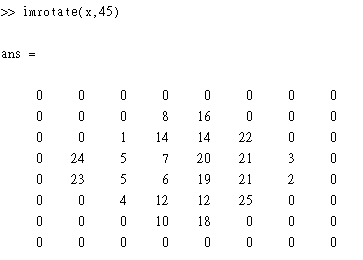 >> imrotate(x,45)
ans =
0 0 0 0 0 0 0 0
0 0 0 8 16 0 0 0
0 0 1 14 14 22 0 0
0 24 5 7 20 21 3 0
0 23 5 6 19 21 2 0
0 0 4 12 12 25 0 0
0 0 0 10 18 0 0 0
0 0 0 0 0 0 0 0